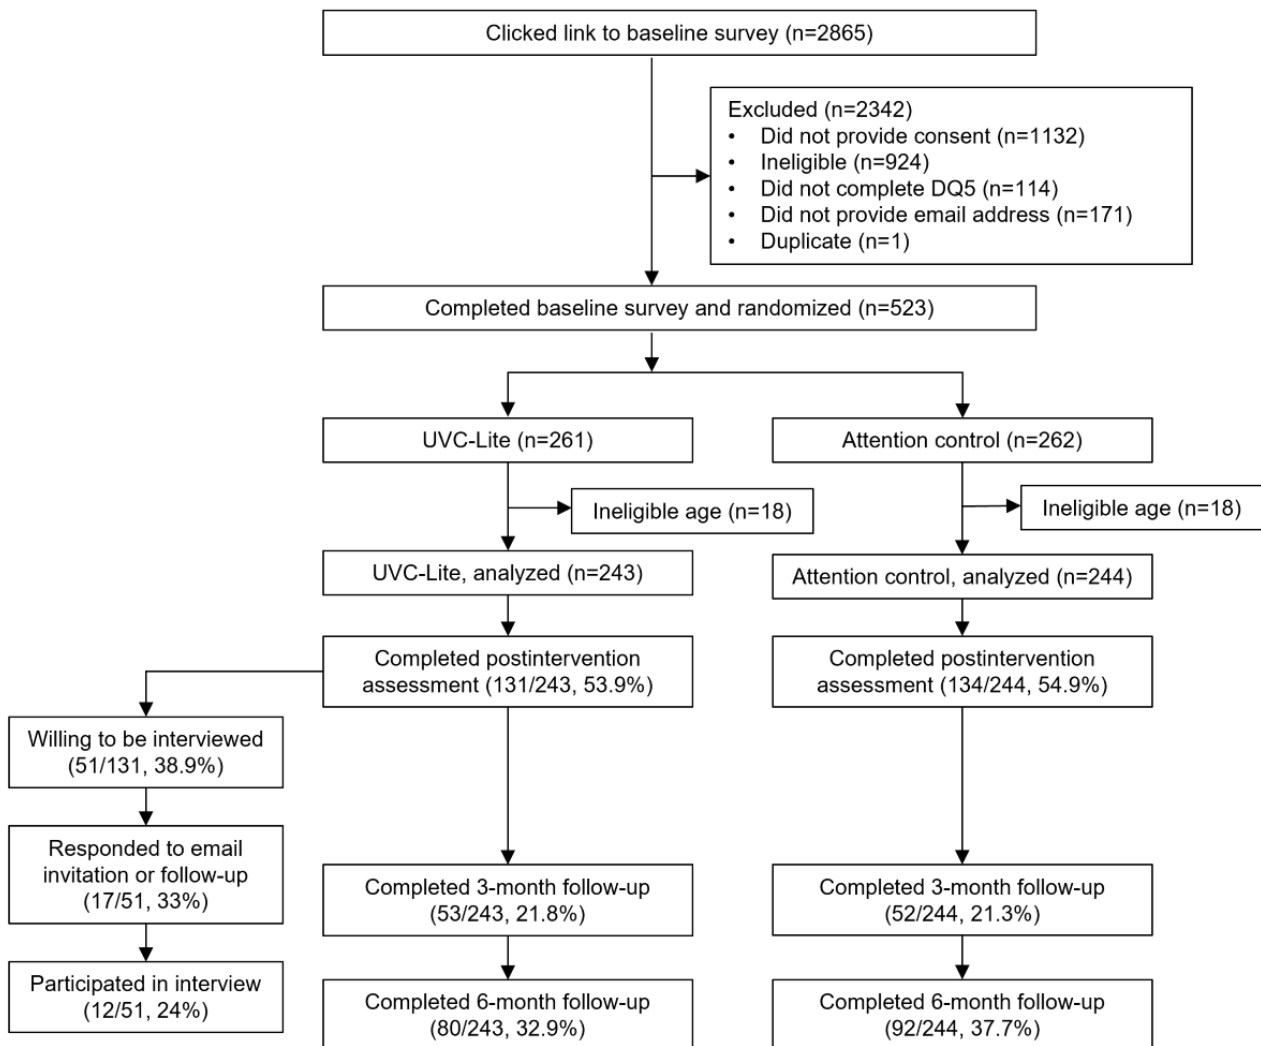 Clicked link to baseline survey (n=2865)
Excluded (n=2342)
• Did not provide consent (n=1132)
• Ineligible (n=924)
• Did not complete DQ5 (n=114)
• Did not provide email address (n=171)
• Duplicate (n=1)
Completed baseline survey and randomized (n=523)
UVC-Lite (n=261)
Attention control (n=262)
Ineligible age (n=18)
Ineligible age (n=18)
UVC-Lite, analyzed (n=243)
Attention control, analyzed (n=244)
Completed postintervention
assessment (131/243, 53.9%)
Completed postintervention
assessment (134/244, 54.9%)
Willing to be interviewed
(51/131, 38.9%)
Responded to email
invitation or follow-up
(17/51, 33%)
Completed 3-month follow-up
(53/243, 21.8%)
Completed 3-month follow-up
(52/244, 21.3%)
Participated in interview
(12/51, 24%)
Completed 6-month follow-up
(80/243, 32.9%)
Completed 6-month follow-up
(92/244, 37.7%)